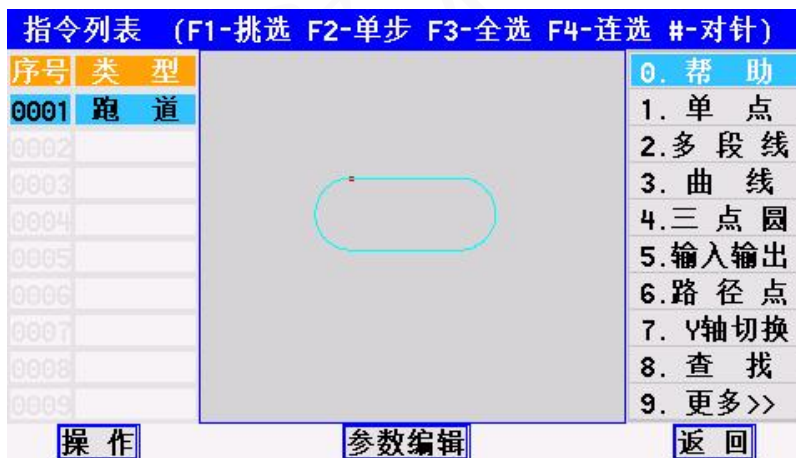 指令列表 (F1-挑选 F2-单步 F3-全选 F4-连选 #-对针)
序号 类 型
0001 跑 道
0002
0003
0004
0005
0006
0007
0008
0009
0. 帮 助
1. 单 点
2.多 段 线
3. 曲 线
4.三 点 圆
5.输入输出
6.路 径 点
7. Y轴切换
8. 查 找
9. 更多>>
操 作 参数编辑 返 回